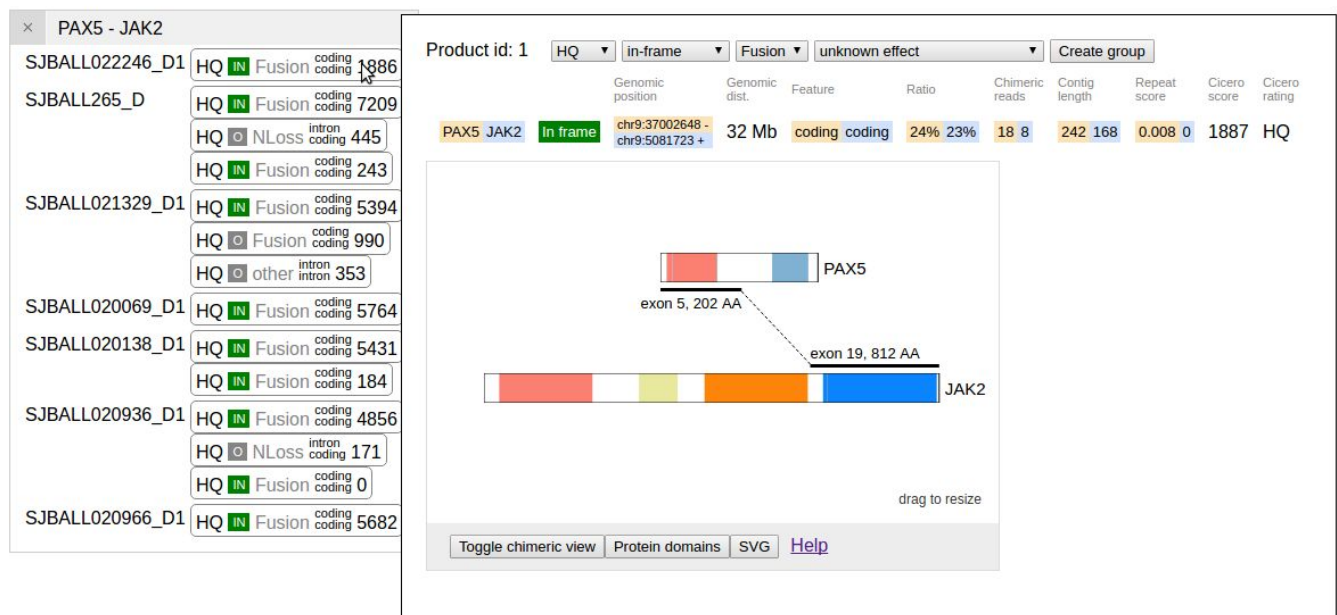 × PAX5 - JAK2
SJBALL022246_D1 HQ IN Fusion coding coding 1886
SJBALL265_D HQ IN Fusion coding coding 7209
HQ O NLoss intron coding 445
HQ IN Fusion coding coding 243
SJBALL021329_D1 HQ IN Fusion coding coding 5394
HQ O Fusion coding coding 990
HQ O other intron intron 353
SJBALL020069_D1 HQ IN Fusion coding coding 5764
SJBALL020138_D1 HQ IN Fusion coding coding 5431
HQ IN Fusion coding coding 184
SJBALL020936_D1 HQ IN Fusion coding coding 4856
HQ O NLoss intron coding 171
HQ IN Fusion coding coding 0
SJBALL020966_D1 HQ IN Fusion coding coding 5682
Product id: 1 HQ ▼ in-frame ▼ Fusion ▼ unknown effect ▼ Create group
Genomic position Genomic dist. Feature Ratio Chimeric reads Contig length Repeat score Cicero score Cicero rating
PAX5 JAK2 In frame chr9:37002648 - chr9:5081723 + 32 Mb coding coding 24% 23% 18 8 242 168 0.008 0 1887 HQ
PAX5
exon 5, 202 AA
exon 19, 812 AA
JAK2
drag to resize
Toggle chimeric view Protein domains SVG Help